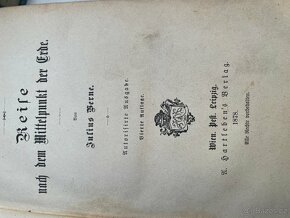 Reise
nach dem Mittelpunkt der Erde.
Von
Julius Verne.
Autorisirte Ausgabe.
Vierte Auflage.
Wien. Pest. Leipzig.
A. Hartleben's Verlag.
1878.
Alle Rechte vorbehalten.